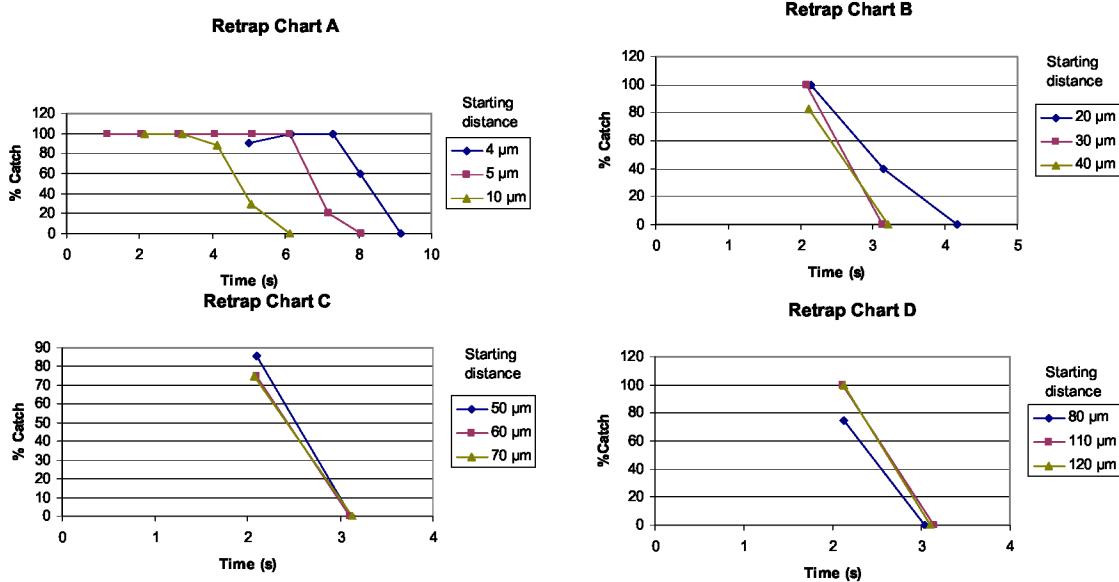 Retrap Chart A
% Catch
120
100
80
60
40
20
0
0 2 4 6 8 10
Time (s)
Starting
distance
4 µm
5 µm
10 µm
Retrap Chart B
% Catch
120
100
80
60
40
20
0
0 1 2 3 4 5
Time (s)
Starting
distance
20 µm
30 µm
40 µm
Retrap Chart C
% Catch
90
80
70
60
50
40
30
20
10
0
0 1 2 3 4
Time (s)
Starting
distance
50 µm
60 µm
70 µm
Retrap Chart D
%Catch
120
100
80
60
40
20
0
0 1 2 3 4
Time (s)
Starting
distance
80 µm
110 µm
120 µm